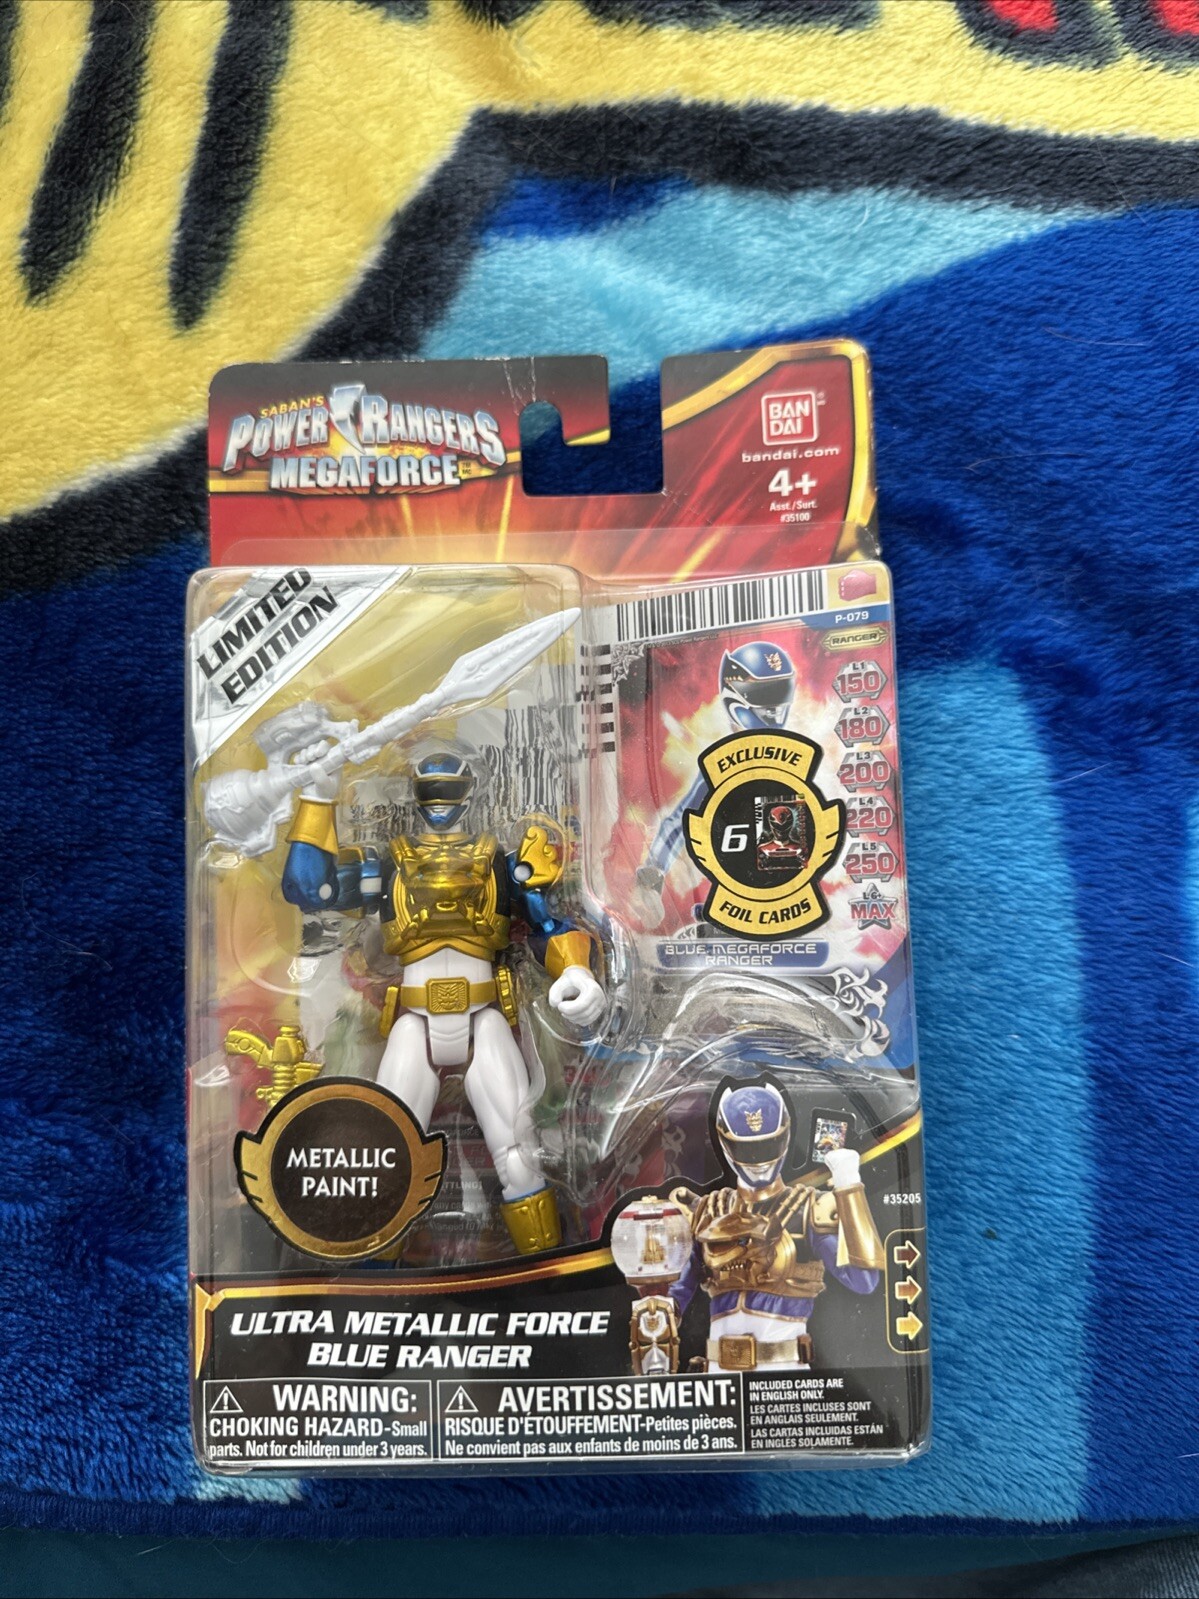 SABAN'S
POWER RANGERS
MEGAFORCE
TM
MC
BAN
DAI
bandai.com
4+
Asst./Surt.
#35100
LIMITED
EDITION
P-079
RANGER
L1
150
L2
180
L3
200
L4
220
L5
250
L6+
MAX
EXCLUSIVE
6
FOIL CARDS
BLUE MEGAFORCE
RANGER
METALLIC
PAINT!
#35205
ULTRA METALLIC FORCE
BLUE RANGER
WARNING:
CHOKING HAZARD-Small
parts. Not for children under 3 years.
AVERTISSEMENT:
RISQUE D'ÉTOUFFEMENT-Petites pièces.
Ne convient pas aux enfants de moins de 3 ans.
INCLUDED CARDS ARE
IN ENGLISH ONLY.
LES CARTES INCLUSES SONT
EN ANGLAIS SEULEMENT.
LAS CARTAS INCLUIDAS ESTÁN
EN INGLES SOLAMENTE.